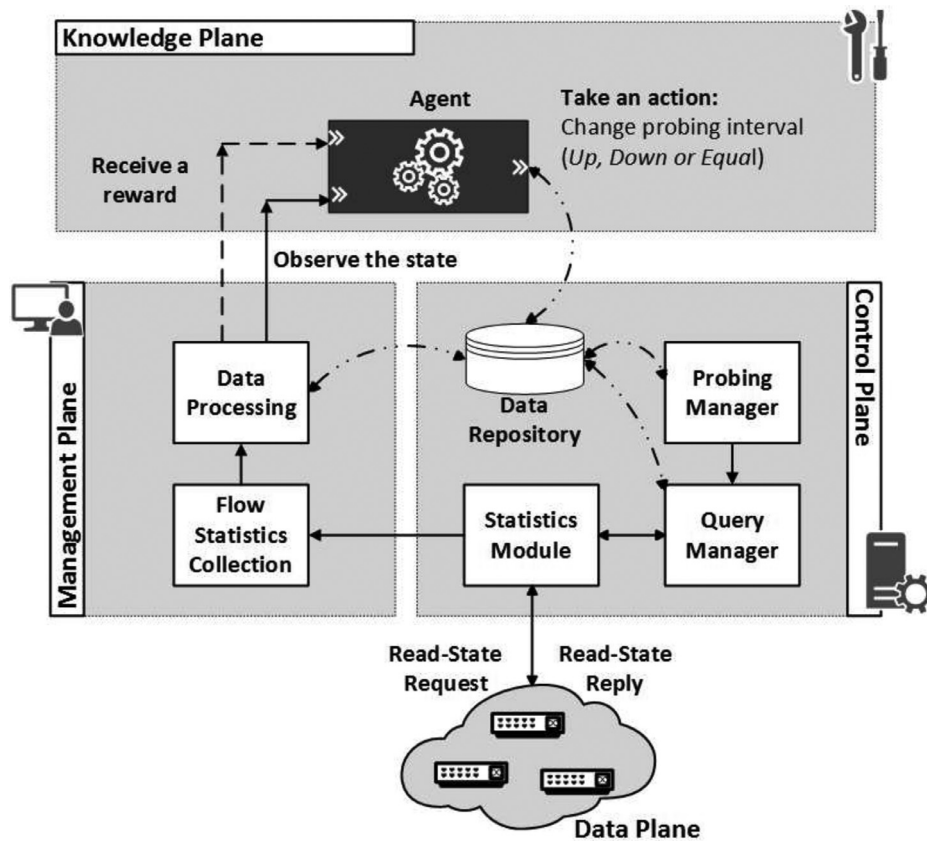 Knowledge Plane
Agent
Take an action:
Change probing interval
(Up, Down or Equal)
Receive a
reward
Observe the state
Management Plane
Data
Processing
Flow
Statistics
Collection
Control Plane
Data
Repository
Probing
Manager
Statistics
Module
Query
Manager
Read-State
Request
Read-State
Reply
Data Plane